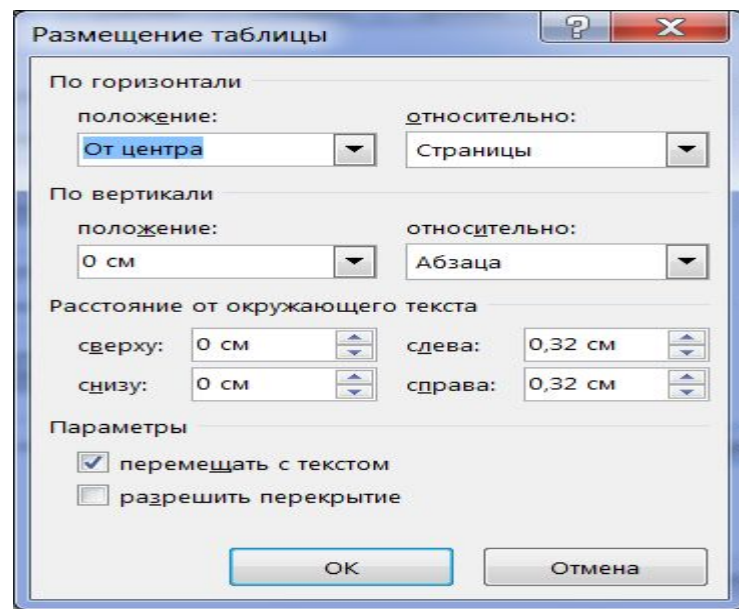 Размещение таблицы
По горизонтали
положение: относительно:
От центра Страницы
По вертикали
положение: относительно:
0 см Абзаца
Расстояние от окружающего текста
сверху: 0 см слева: 0,32 см
снизу: 0 см справа: 0,32 см
Параметры
перемещать с текстом
разрешить перекрытие
ОК Отмена